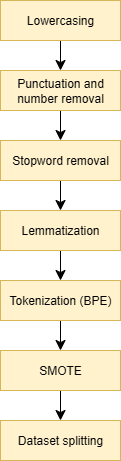 Lowercasing
Punctuation and
number removal
Stopword removal
Lemmatization
Tokenization (BPE)
SMOTE
Dataset splitting